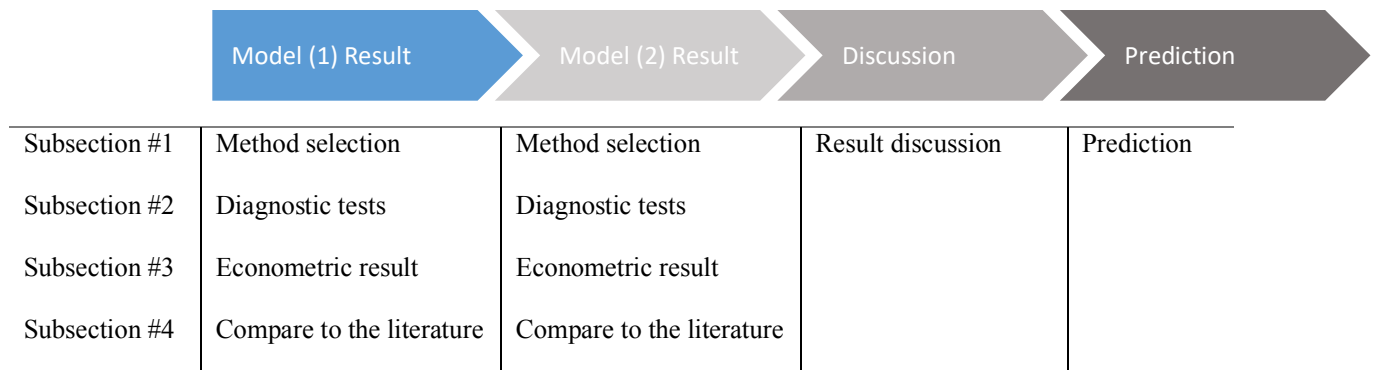 Model (1) Result Model (2) Result Discussion Prediction
Subsection #1 Method selection Method selection Result discussion Prediction
Subsection #2 Diagnostic tests Diagnostic tests
Subsection #3 Econometric result Econometric result
Subsection #4 Compare to the literature Compare to the literature